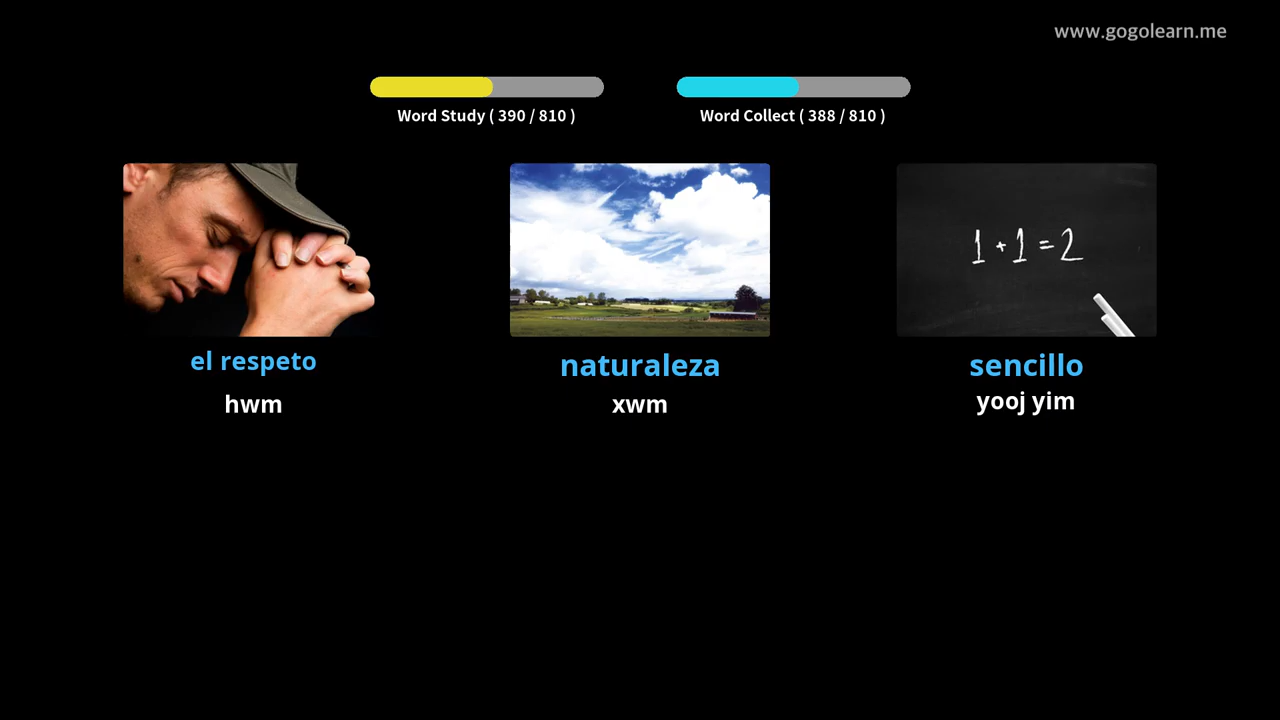 www.gogolearn.me
Word Study ( 390 / 810 )
Word Collect ( 388 / 810 )
1 + 1 = 2
el respeto
hwm
naturaleza
xwm
sencillo
yooj yim